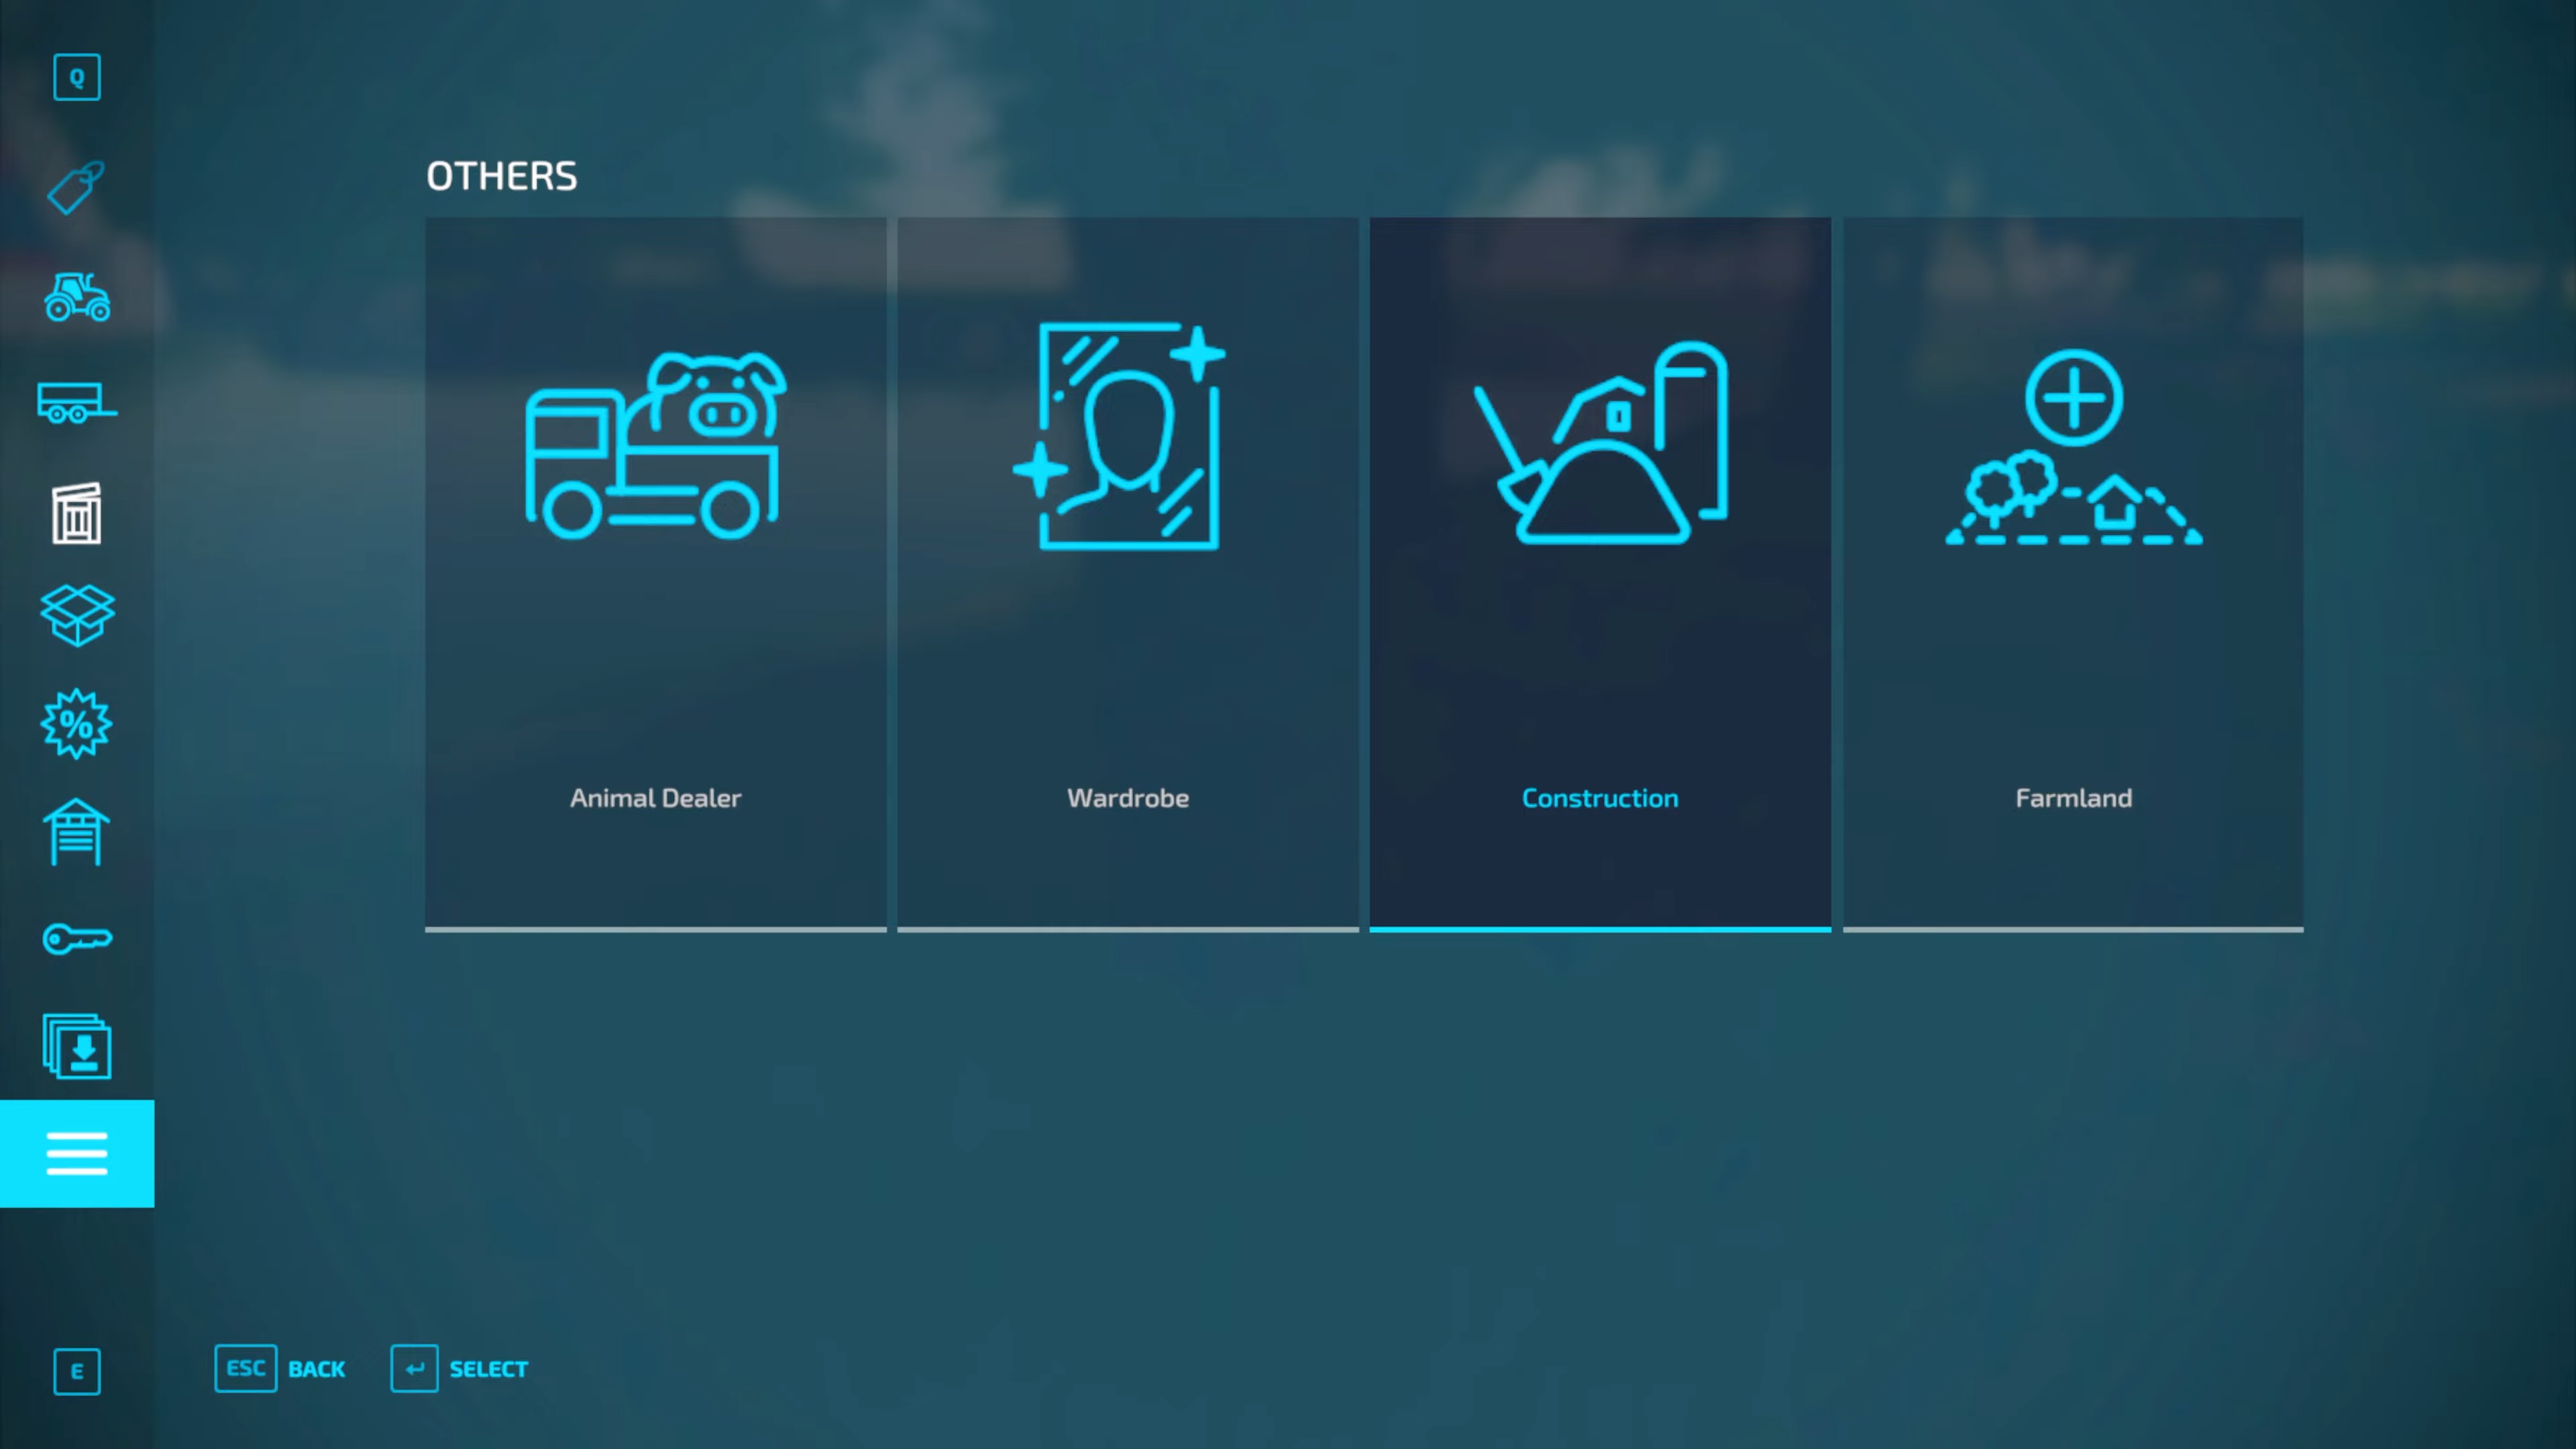 Q
OTHERS
%
Animal Dealer
Wardrobe
Construction
Farmland
E
ESC BACK
SELECT